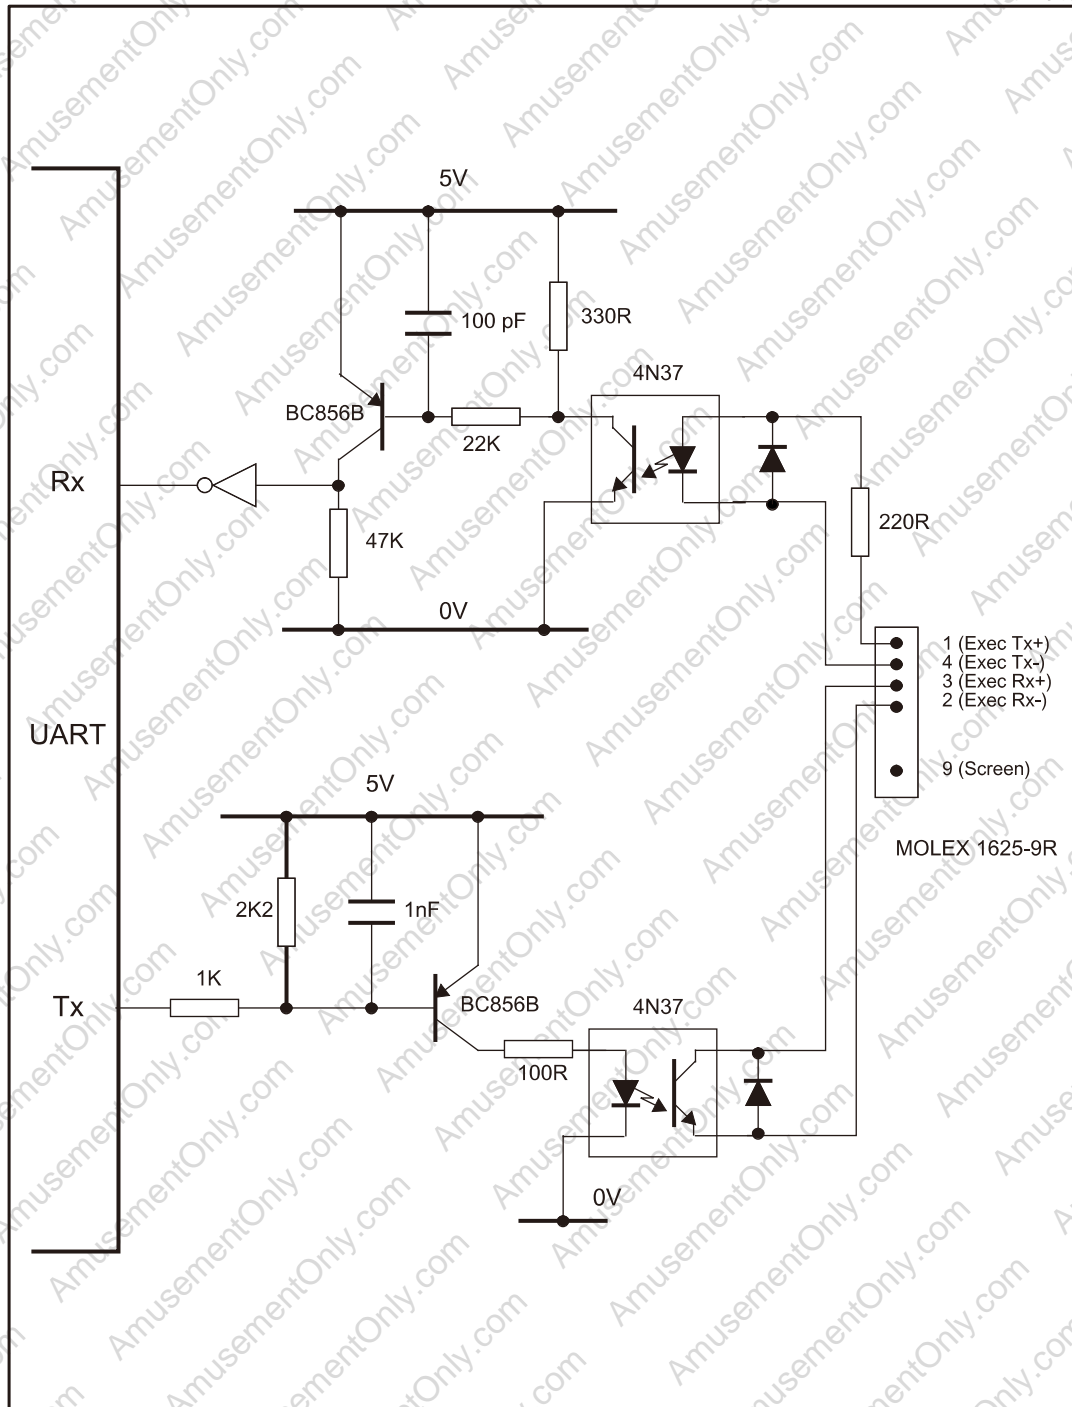 5V
100 pF
330R
4N37
BC856B
22K
Rx
47K
220R
0V
1 (Exec Tx+)
4 (Exec Tx-)
3 (Exec Rx+)
2 (Exec Rx-)
UART
9 (Screen)
5V
MOLEX 1625-9R
2K2
1nF
1K
Tx
BC856B
4N37
100R
0V
AmusementOnly.com